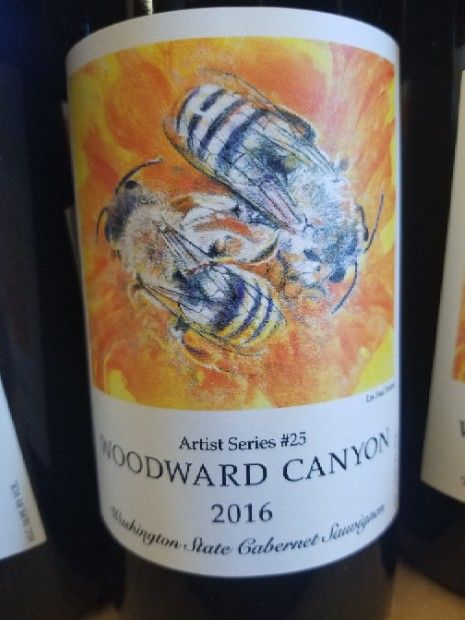 Artist Series #25
WOODWARD CANYON
2016
Washington State Cabernet Sauvignon